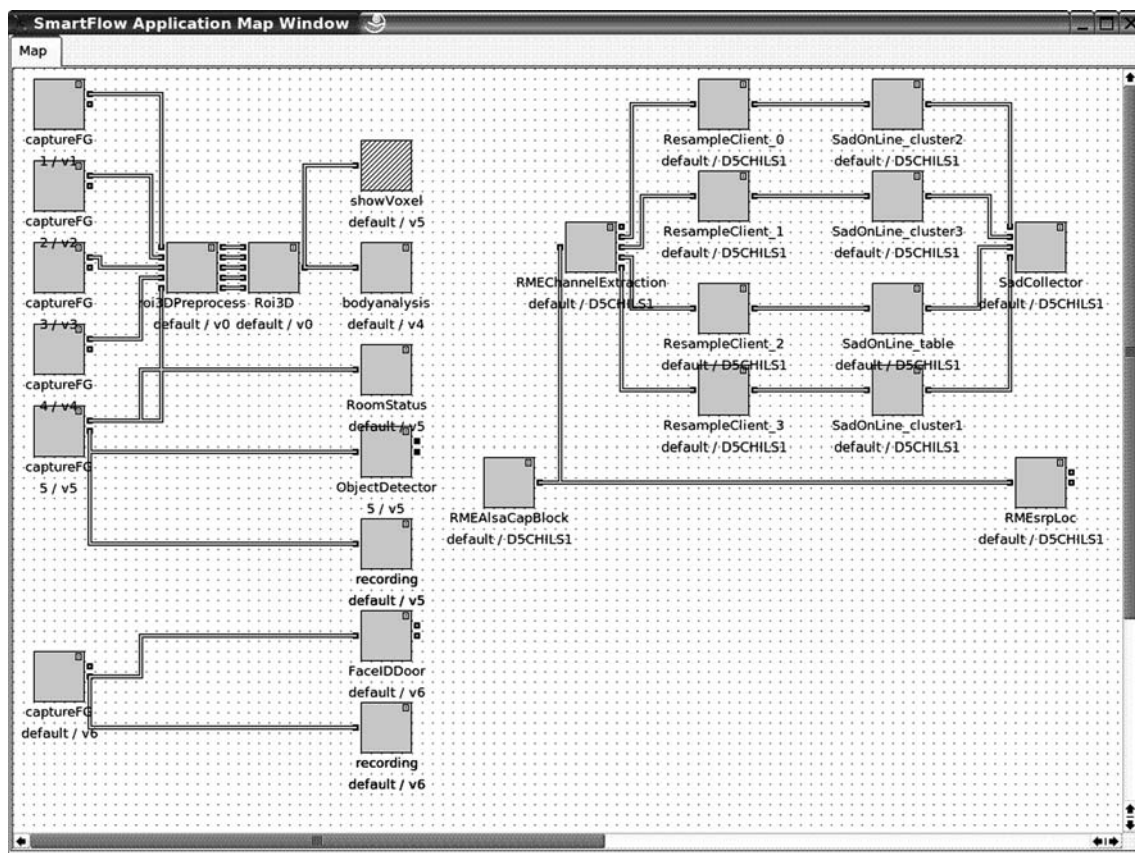 SmartFlow Application Map Window
Map
captureFG
1 / v1
captureFG
2 / v2
captureFG
3 / v3
captureFG
4 / v4
captureFG
5 / v5
captureFG
default / v6
roi3DPreprocess
default / v0
Roi3D
default / v0
showVoxel
default / v5
bodyanalysis
default / v4
RoomStatus
default / v5
ObjectDetector
5 / v5
recording
default / v5
FaceIDDoor
default / v6
recording
default / v6
RMEChannelExtraction
default / D5CHILS1
RMEAlsaCapBlock
default / D5CHILS1
ResampleClient_0
default / D5CHILS1
ResampleClient_1
default / D5CHILS1
ResampleClient_2
default / D5CHILS1
ResampleClient_3
default / D5CHILS1
SadOnLine_cluster2
default / D5CHILS1
SadOnLine_cluster3
default / D5CHILS1
SadOnLine_table
default / D5CHILS1
SadOnLine_cluster1
default / D5CHILS1
SadCollector
default / D5CHILS1
RMEsrpLoc
default / D5CHILS1